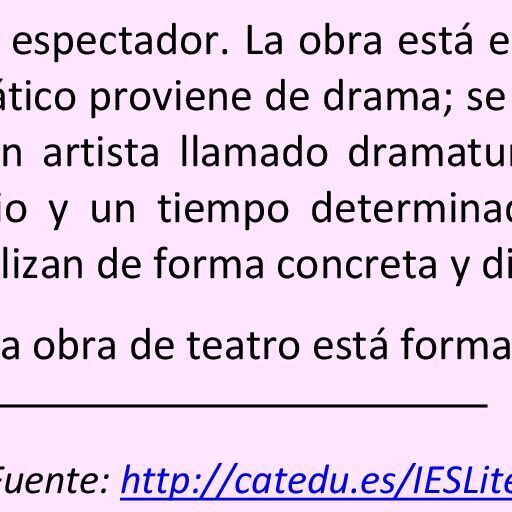 espectador. La obra está e
ático proviene de drama; se
n artista llamado dramatur
io y un tiempo determinad
lizan de forma concreta y di
a obra de teatro está forma
Fuente: http://catedu.es/IESLite